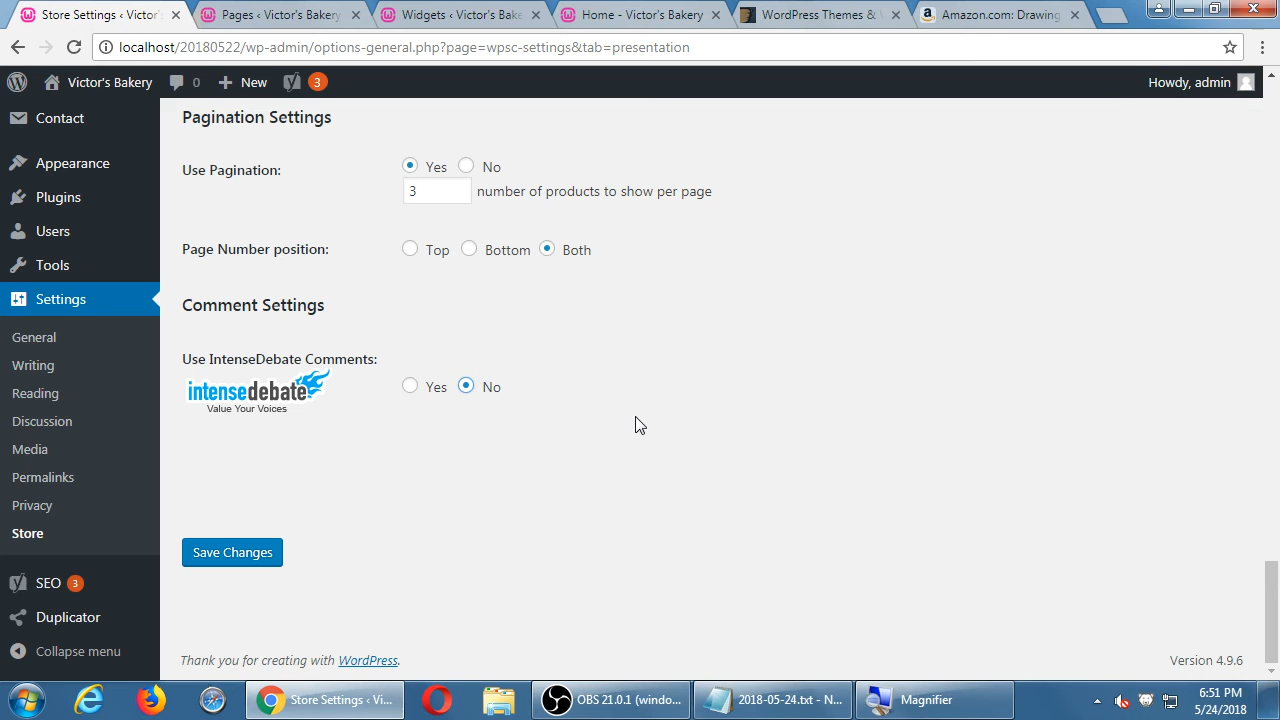 Store Settings ‹ Victor's
Pages ‹ Victor's Bakery
Widgets ‹ Victor's Bake
Home - Victor's Bakery
WordPress Themes &
Amazon.com: Drawing
localhost/20180522/wp-admin/options-general.php?page=wpsc-settings&tab=presentation
Victor's Bakery
0
New
3
Howdy, admin
Contact
Appearance
Plugins
Users
Tools
Settings
General
Writing
Reading
Discussion
Media
Permalinks
Privacy
Store
SEO 3
Duplicator
Collapse menu
Pagination Settings
Use Pagination:
Yes No
3 number of products to show per page
Page Number position:
Top Bottom Both
Comment Settings
Use IntenseDebate Comments:
intensedebate
Value Your Voices
Yes No
Save Changes
Thank you for creating with WordPress.
Version 4.9.6
Store Settings ‹ Vi...
OBS 21.0.1 (windo...
2018-05-24.txt - N...
Magnifier
6:51 PM
5/24/2018